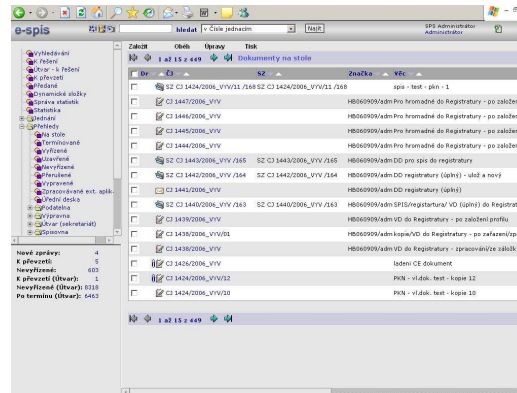 e-spis
hledat v Čísle jednacím Najít
SPS Administrátor
Administrátor
Založit Oběh Úpravy Tisk
1 až 15 z 449 Dokumenty na stole
Dr ČJ SZ Značka Věc
SZ CJ 1424/2006_VYV/11 /168 SZ CJ 1424/2006_VYV/11 /168 spis - test - pkn - 1
CJ 1447/2006_VYV HB060909/adm Pro hromadné do Registratury - po založen
CJ 1446/2006_VYV HB060909/adm Pro hromadné do Registratury - po založen
CJ 1445/2006_VYV HB060909/adm Pro hromadné do Registratury - po založen
CJ 1444/2006_VYV HB060909/adm Pro hromadné do Registratury - po založen
SZ CJ 1443/2006_VYV /165 SZ CJ 1443/2006_VYV /165 HB060909/adm DD pro spis do registratury
SZ CJ 1442/2006_VYV /164 SZ CJ 1442/2006_VYV /164 HB060909/adm DD registratury (úplný) - ulož a nový
CJ 1441/2006_VYV HB060909/adm DD registratury (úplný)
SZ CJ 1440/2006_VYV /163 SZ CJ 1440/2006_VYV /163 HB060909/adm SPIS/registartura/ VD (úplný) do Registrat
CJ 1439/2006_VYV HB060909/adm VD do Registratury - po založení profilu
CJ 1438/2006_VYV/01 HB060909/adm kopie/VD do Registratury - po zařazení/zp
CJ 1438/2006_VYV HB060909/adm VD do Registratury - zpracování/ze záložk
CJ 1426/2006_VYV ladeni CE dokument
CJ 1424/2006_VYV/12 PKN - vl.dok. test - kopie 12
CJ 1424/2006_VYV/10 PKN - vl.dok. test - kopie 10
1 až 15 z 449
Vyhledávání
K řešení
Útvar - k řešení
K převzetí
Předané
Dynamické složky
Správa statistik
Statistika
Jednání
Přehledy
Na stole
Termínované
Vyřízené
Uzavřené
Nevyřízené
Přerušené
Vypravené
Zpracovávané ext. aplik.
Úřední deska
Podatelna
Výpravna
Útvar (sekretariát)
Spisovna
Nové zprávy: 4
K převzetí: 5
Nevyřízené: 603
K převzetí (Útvar): 1
Nevyřízené (Útvar): 8318
Po termínu (Útvar): 6463